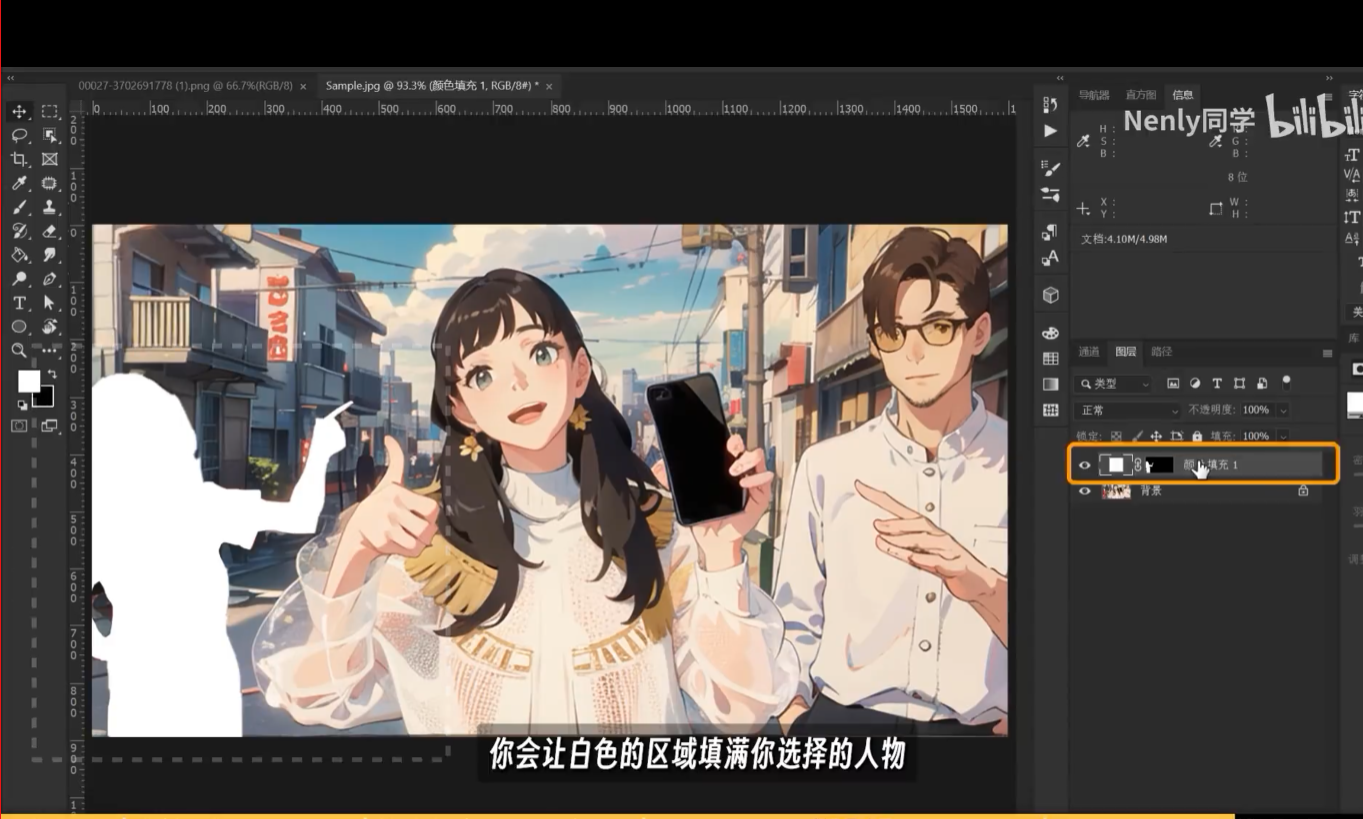 00027-3702691778 (1).png @ 66.7%(RGB/8) ×
Sample.jpg @ 93.3% (颜色填充 1, RGB/8#) * ×
0 100 200 300 400 500 600 700 800 900 1000 1100 1200 1300 1400 1500
导航器 直方图 信息
Nenly同学 bilibili
H :
S :
B :
G :
B :
8 位
X :
Y :
W :
H :
文档:4.10M/4.98M
通道 图层 路径
类型
正常 不透明度: 100%
锁定: 填充: 100%
填充 1
背景
你会让白色的区域填满你选择的人物